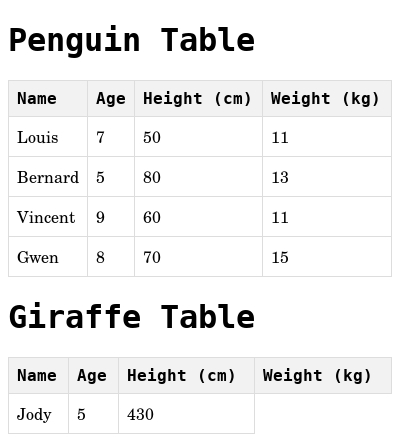 Penguin Table
Name Age Height (cm) Weight (kg)
Louis 7 50 11
Bernard 5 80 13
Vincent 9 60 11
Gwen 8 70 15
Giraffe Table
Name Age Height (cm) Weight (kg)
Jody 5 430